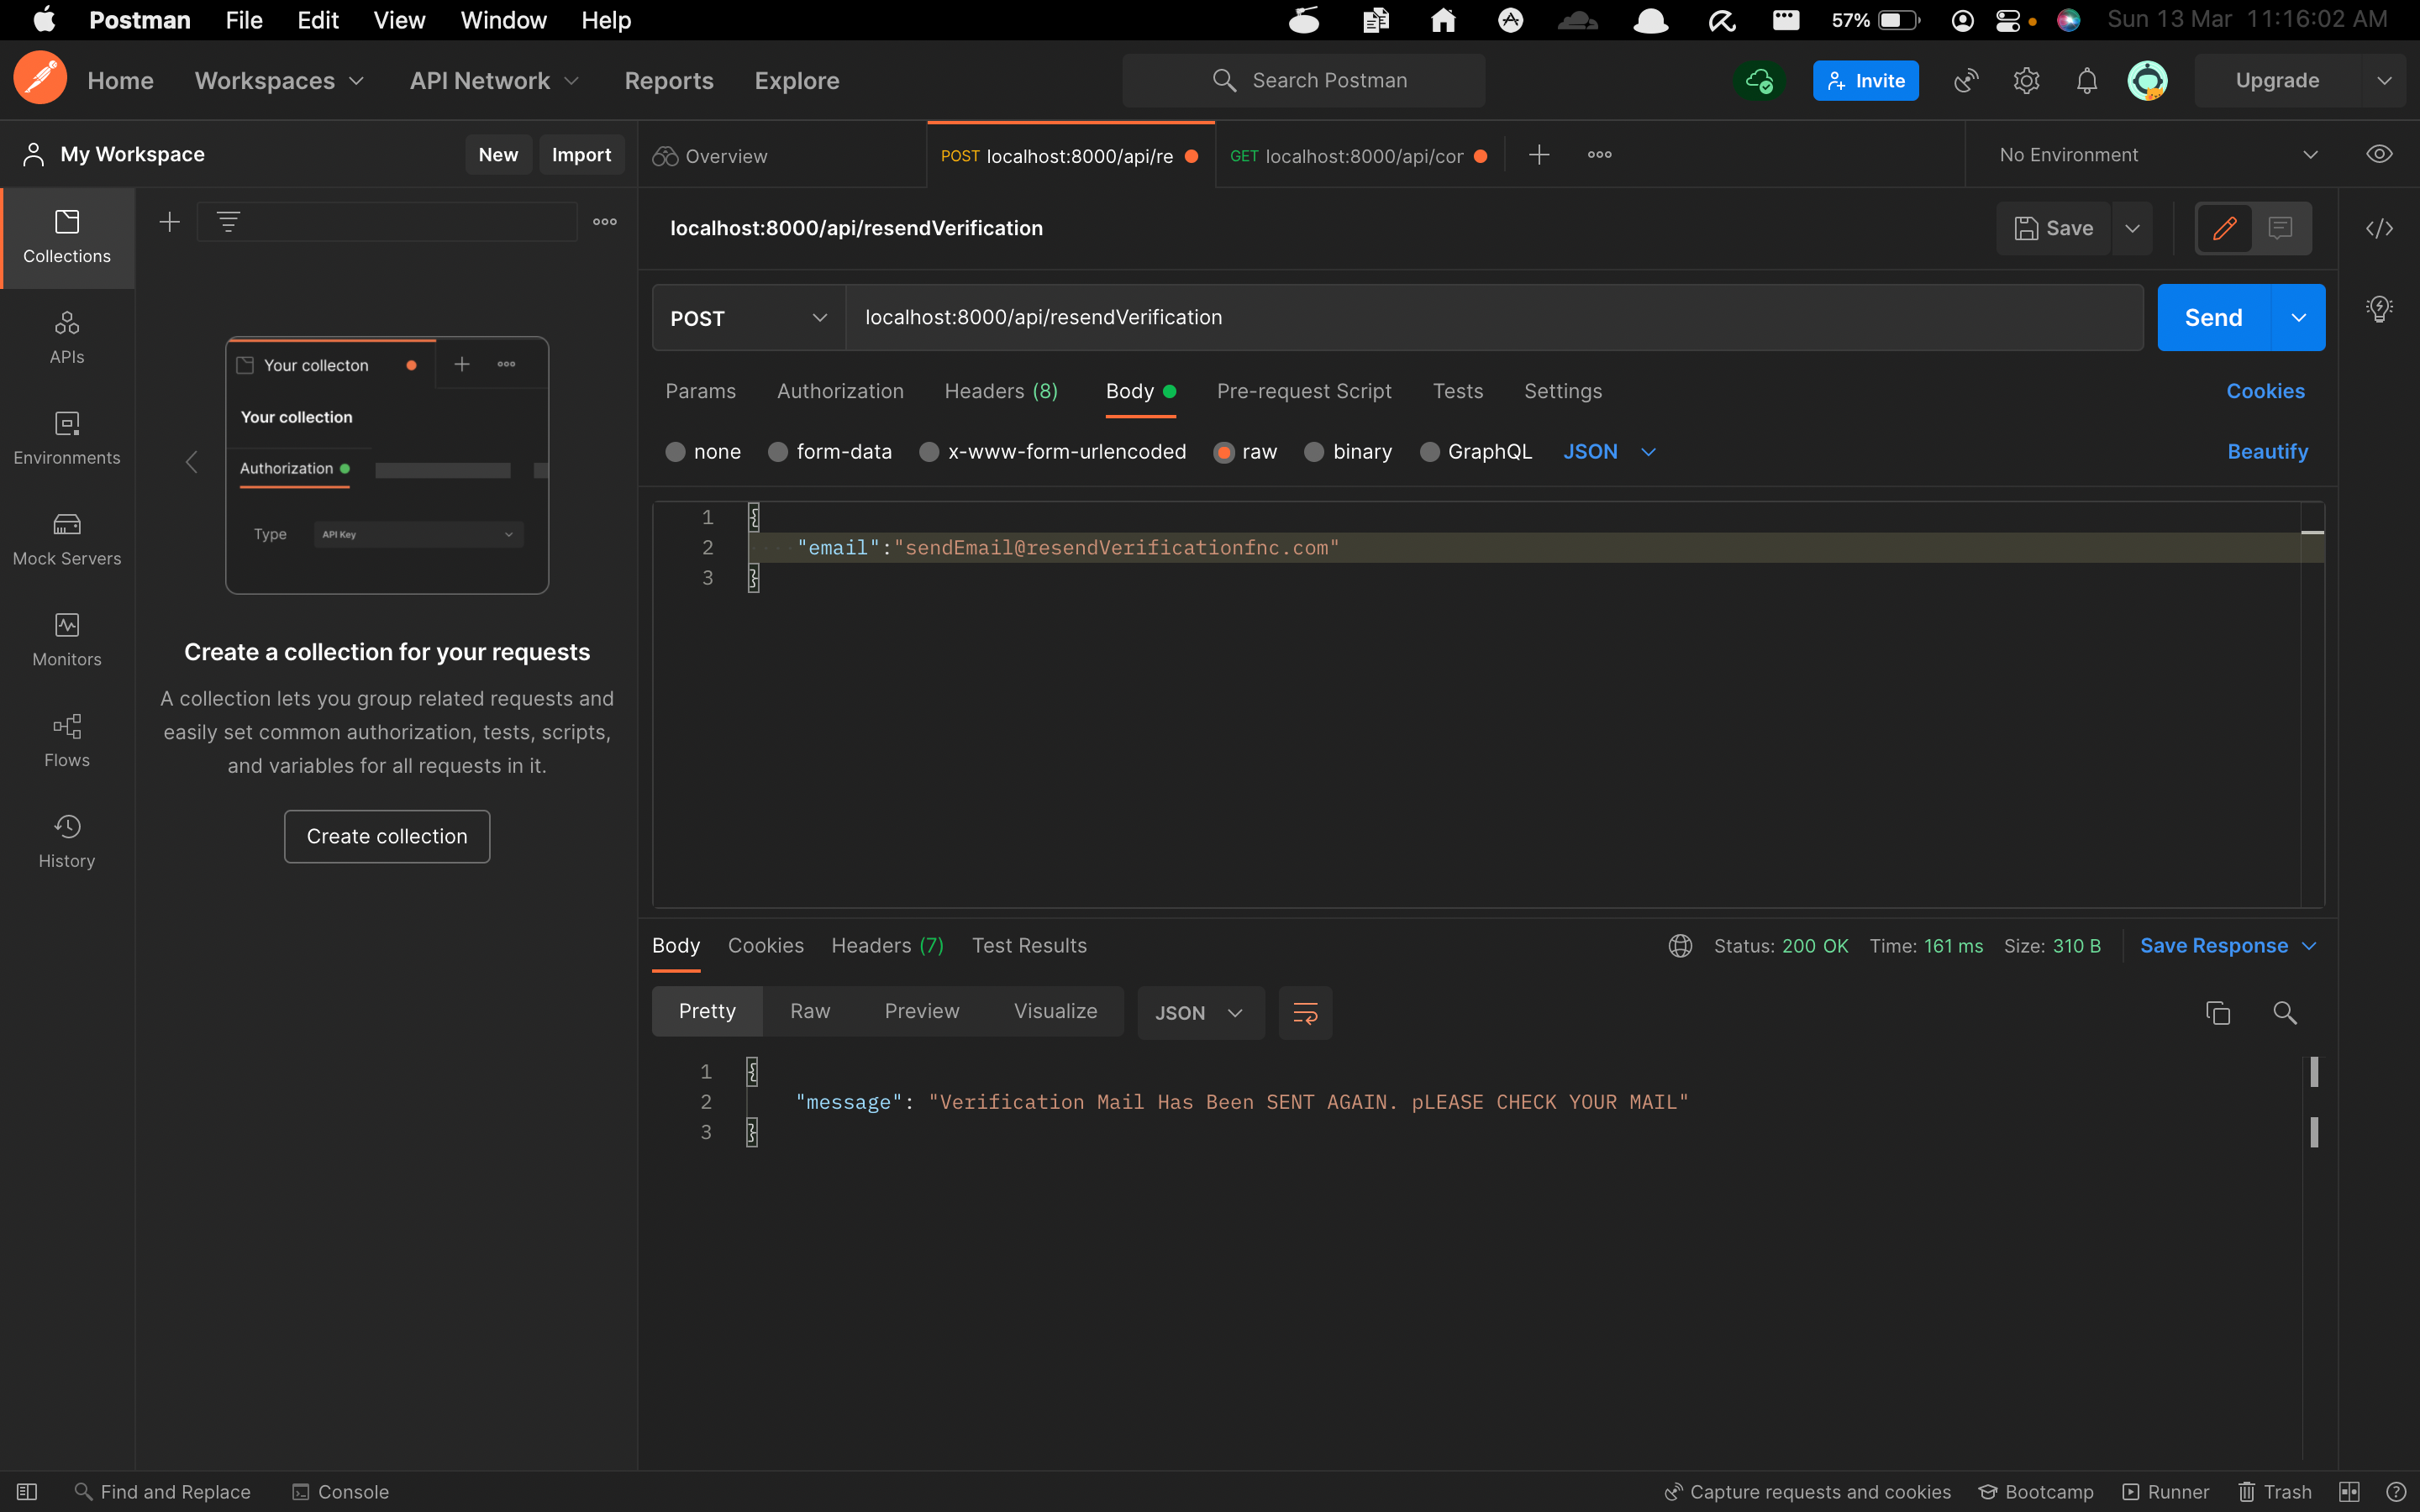 Postman File Edit View Window Help 57% Sun 13 Mar 11:16:02 AM
Home Workspaces API Network Reports Explore Search Postman Invite Upgrade
My Workspace New Import Overview POST localhost:8000/api/re GET localhost:8000/api/cor No Environment
Collections
APIs
Environments
Mock Servers
Monitors
Flows
History
Your collecton
Your collection
Authorization
Type API Key
Create a collection for your requests
A collection lets you group related requests and
easily set common authorization, tests, scripts,
and variables for all requests in it.
Create collection
localhost:8000/api/resendVerification Save
POST localhost:8000/api/resendVerification Send
Params Authorization Headers (8) Body Pre-request Script Tests Settings Cookies
none form-data x-www-form-urlencoded raw binary GraphQL JSON Beautify
1 {
2 "email":"sendEmail@resendVerificationfnc.com"
3 }
Body Cookies Headers (7) Test Results Status: 200 OK Time: 161 ms Size: 310 B Save Response
Pretty Raw Preview Visualize JSON
1 {
2 "message": "Verification Mail Has Been SENT AGAIN. pLEASE CHECK YOUR MAIL"
3 }
Find and Replace Console Capture requests and cookies Bootcamp Runner Trash